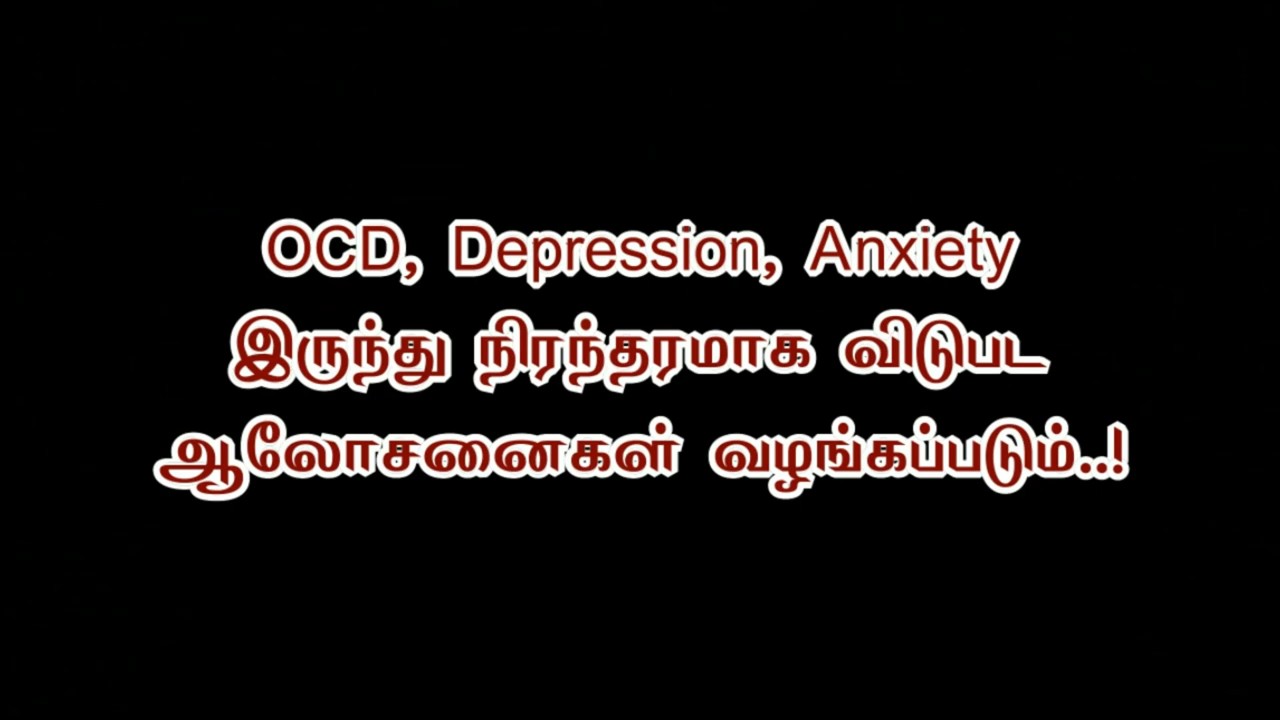 OCD, Depression, Anxiety
இருந்து நிரந்தரமாக விடுபட
ஆலோசனைகள் வழங்கப்படும்..!